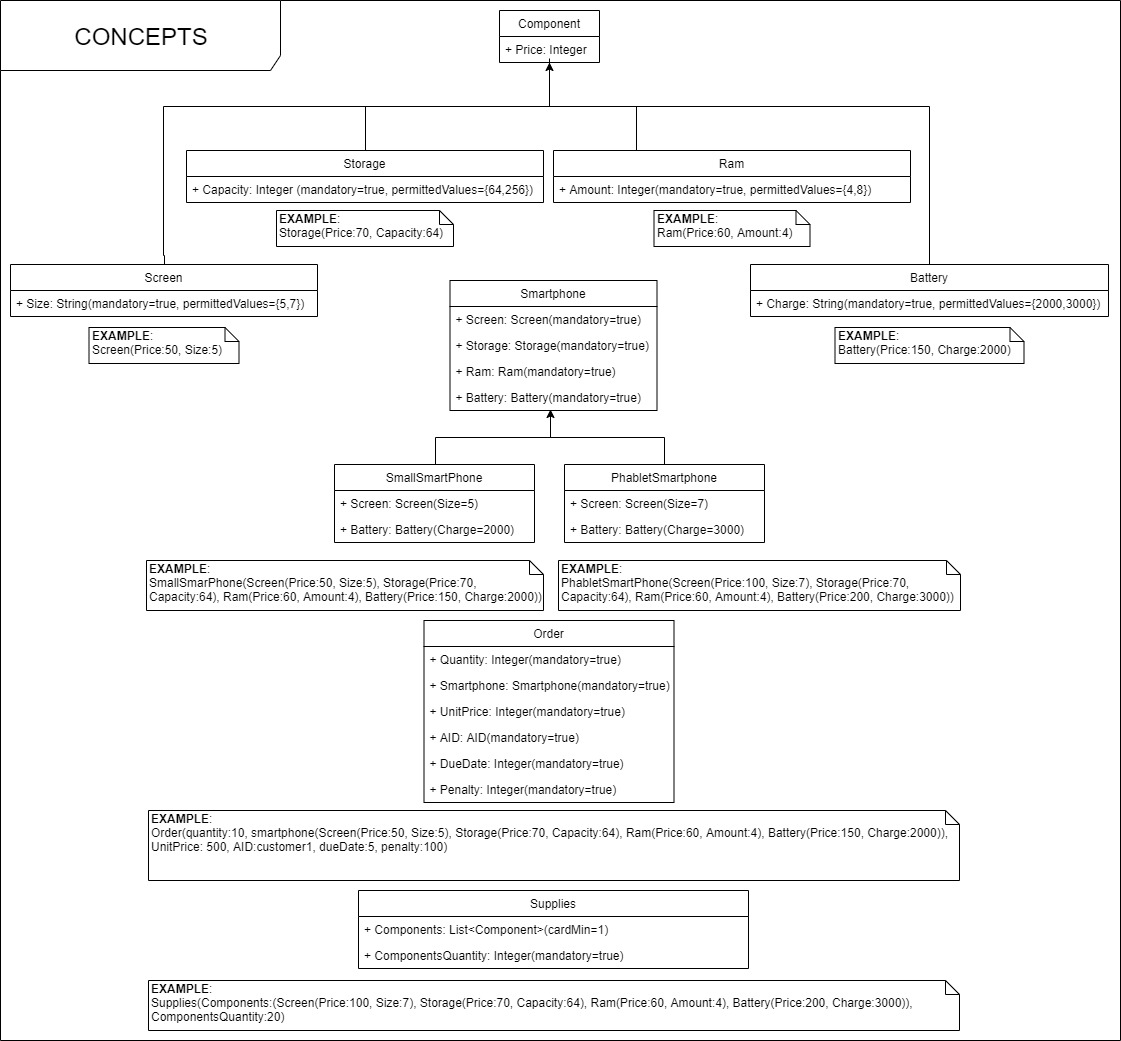 CONCEPTS
Component
+ Price: Integer
Storage
+ Capacity: Integer (mandatory=true, permittedValues={64,256})
EXAMPLE:
Storage(Price:70, Capacity:64)
Ram
+ Amount: Integer(mandatory=true, permittedValues={4,8})
EXAMPLE:
Ram(Price:60, Amount:4)
Screen
+ Size: String(mandatory=true, permittedValues={5,7})
EXAMPLE:
Screen(Price:50, Size:5)
Smartphone
+ Screen: Screen(mandatory=true)
+ Storage: Storage(mandatory=true)
+ Ram: Ram(mandatory=true)
+ Battery: Battery(mandatory=true)
Battery
+ Charge: String(mandatory=true, permittedValues={2000,3000})
EXAMPLE:
Battery(Price:150, Charge:2000)
SmallSmartPhone
+ Screen: Screen(Size=5)
+ Battery: Battery(Charge=2000)
PhabletSmartphone
+ Screen: Screen(Size=7)
+ Battery: Battery(Charge=3000)
EXAMPLE:
SmallSmarPhone(Screen(Price:50, Size:5), Storage(Price:70,
Capacity:64), Ram(Price:60, Amount:4), Battery(Price:150, Charge:2000))
EXAMPLE:
PhabletSmartPhone(Screen(Price:100, Size:7), Storage(Price:70,
Capacity:64), Ram(Price:60, Amount:4), Battery(Price:200, Charge:3000))
Order
+ Quantity: Integer(mandatory=true)
+ Smartphone: Smartphone(mandatory=true)
+ UnitPrice: Integer(mandatory=true)
+ AID: AID(mandatory=true)
+ DueDate: Integer(mandatory=true)
+ Penalty: Integer(mandatory=true)
EXAMPLE:
Order(quantity:10, smartphone(Screen(Price:50, Size:5), Storage(Price:70, Capacity:64), Ram(Price:60, Amount:4), Battery(Price:150, Charge:2000)),
UnitPrice: 500, AID:customer1, dueDate:5, penalty:100)
Supplies
+ Components: List<Component>(cardMin=1)
+ ComponentsQuantity: Integer(mandatory=true)
EXAMPLE:
Supplies(Components:(Screen(Price:100, Size:7), Storage(Price:70, Capacity:64), Ram(Price:60, Amount:4), Battery(Price:200, Charge:3000)),
ComponentsQuantity:20)